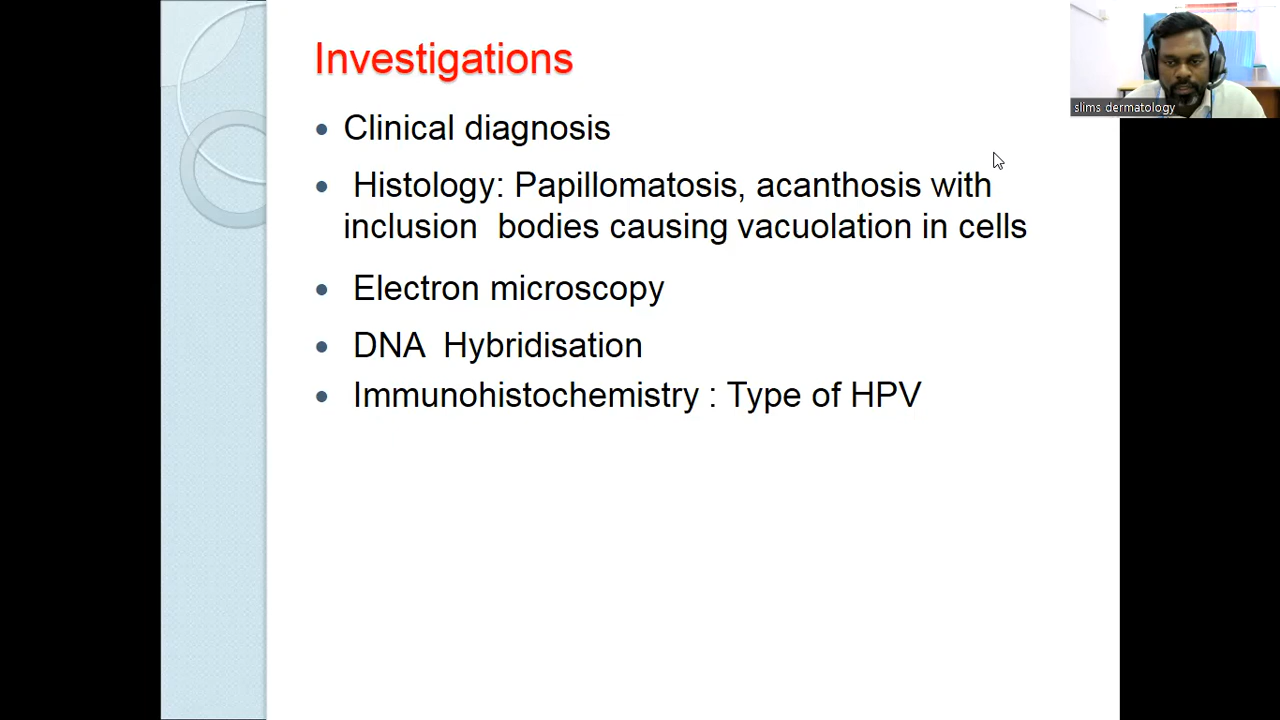 Investigations
slims dermatology
• Clinical diagnosis
• Histology: Papillomatosis, acanthosis with
inclusion bodies causing vacuolation in cells
• Electron microscopy
• DNA Hybridisation
• Immunohistochemistry : Type of HPV